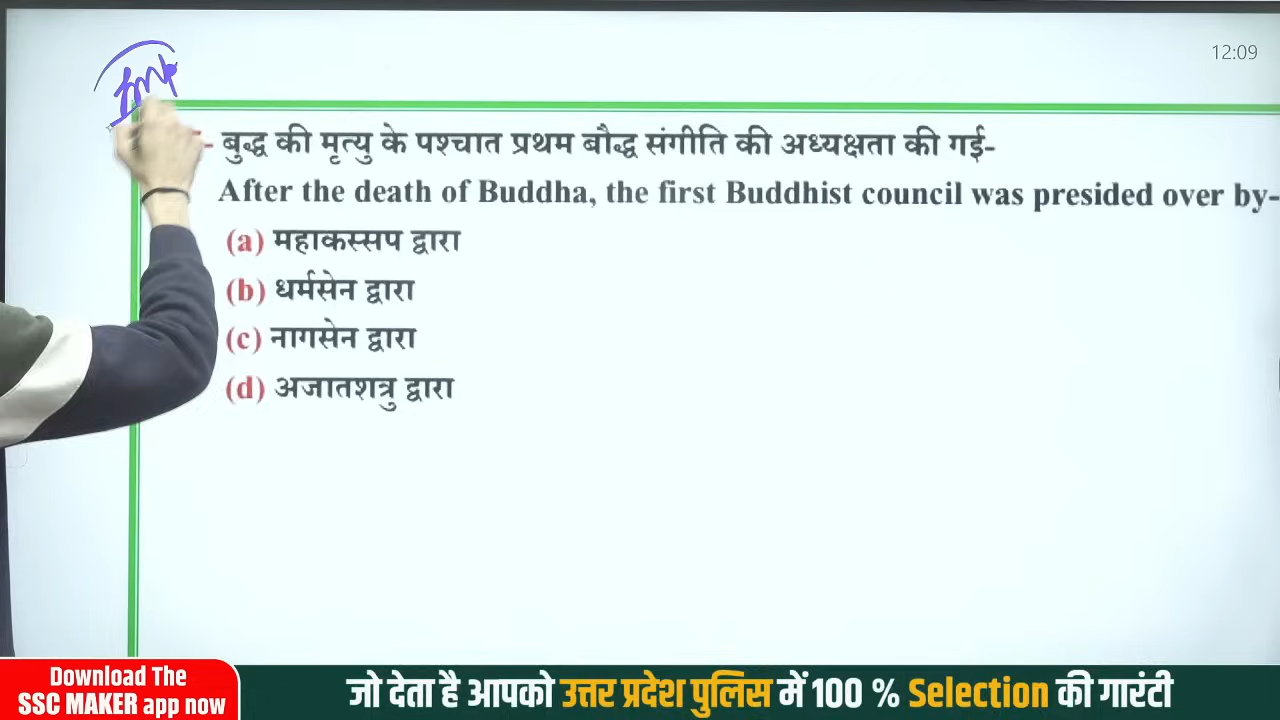 Imp
12:09
- बुद्ध की मृत्यु के पश्चात प्रथम बौद्ध संगीति की अध्यक्षता की गई-
After the death of Buddha, the first Buddhist council was presided over by-
(a) महाकस्सप द्वारा
(b) धर्मसेन द्वारा
(c) नागसेन द्वारा
(d) अजातशत्रु द्वारा
Download The
SSC MAKER app now
जो देता है आपको उत्तर प्रदेश पुलिस में 100 % Selection की गारंटी